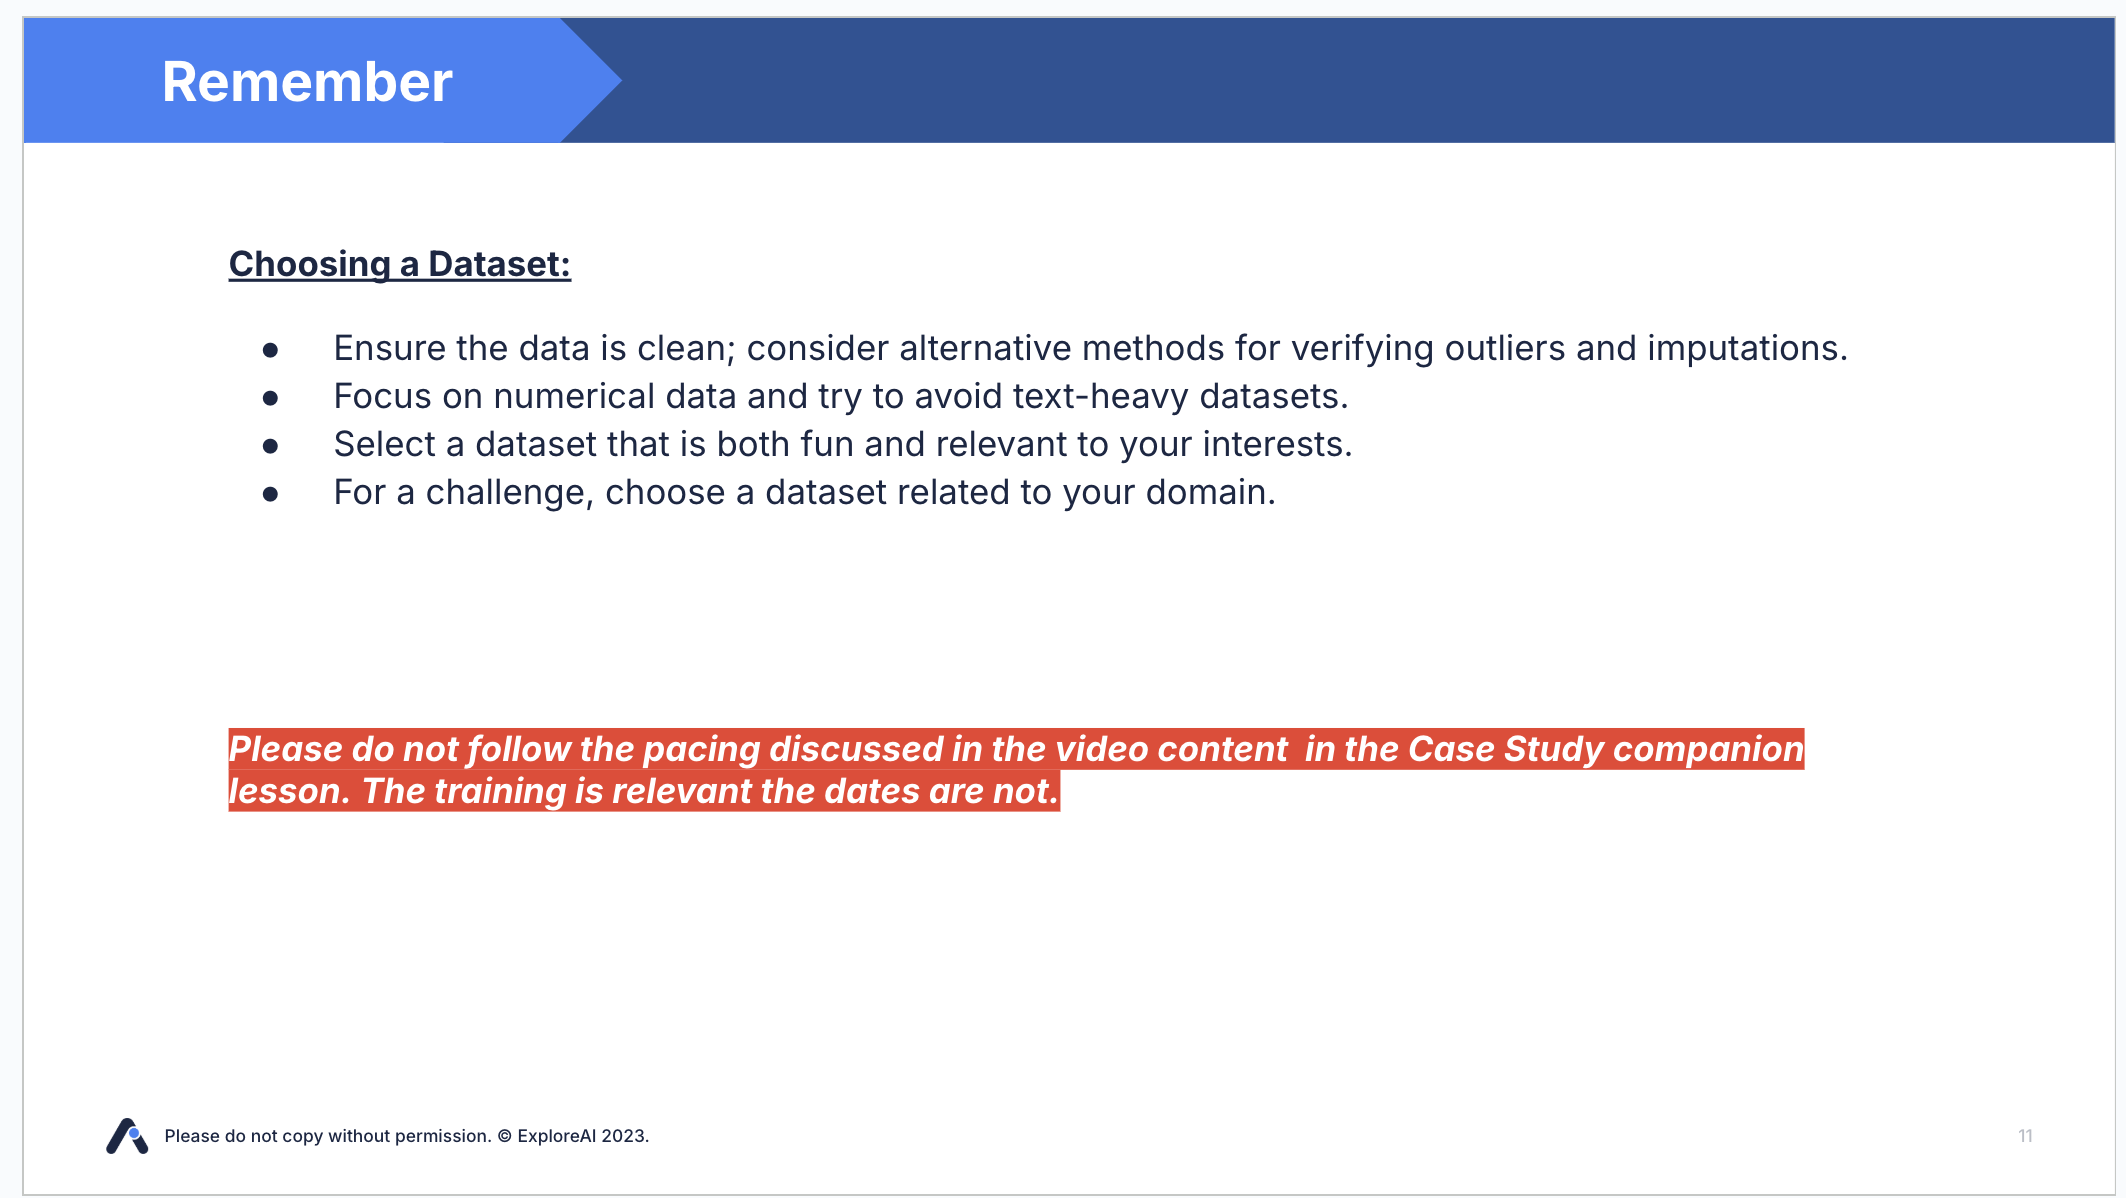 Remember
Choosing a Dataset:
● Ensure the data is clean; consider alternative methods for verifying outliers and imputations.
● Focus on numerical data and try to avoid text-heavy datasets.
● Select a dataset that is both fun and relevant to your interests.
● For a challenge, choose a dataset related to your domain.
Please do not follow the pacing discussed in the video content  in the Case Study companion
lesson. The training is relevant the dates are not.
Please do not copy without permission. © ExploreAI 2023.
11